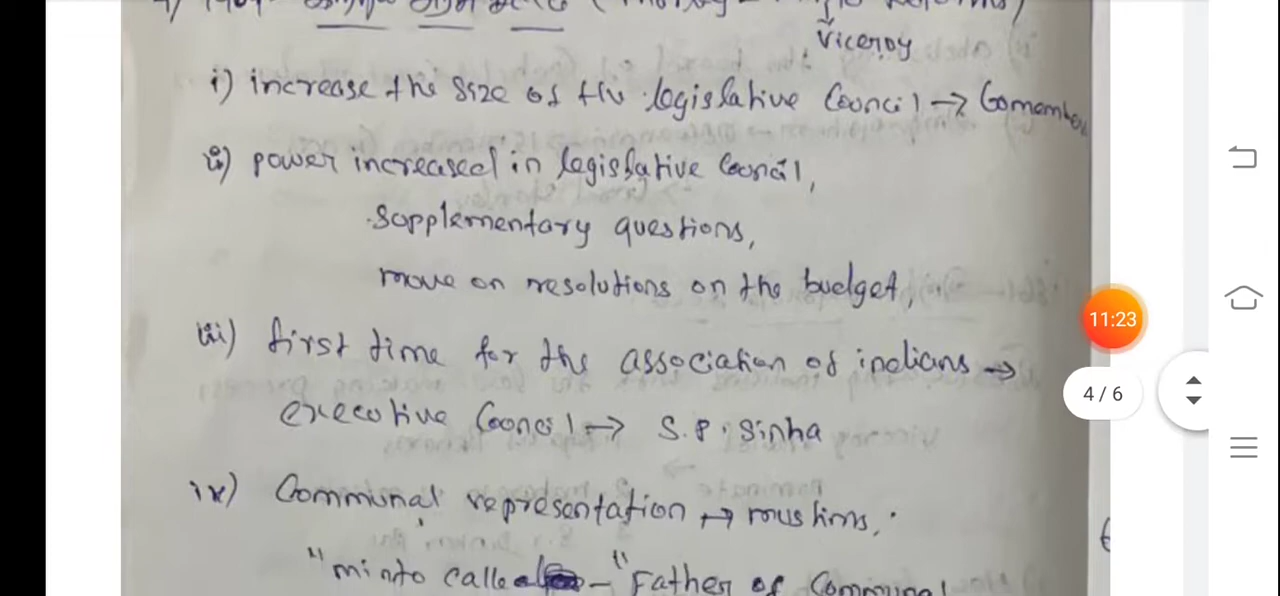 Viceroy
i) increase the size of the legislative Council → 60 member
ii) power increased in legislative Council,
supplementary questions,
move on resolutions on the budget,
iii) first time for the association of indians →
executive Council → S.P. Sinha
11:23
4 / 6
iv) Communal representation → muslims.
"minto called - "Father of Communal